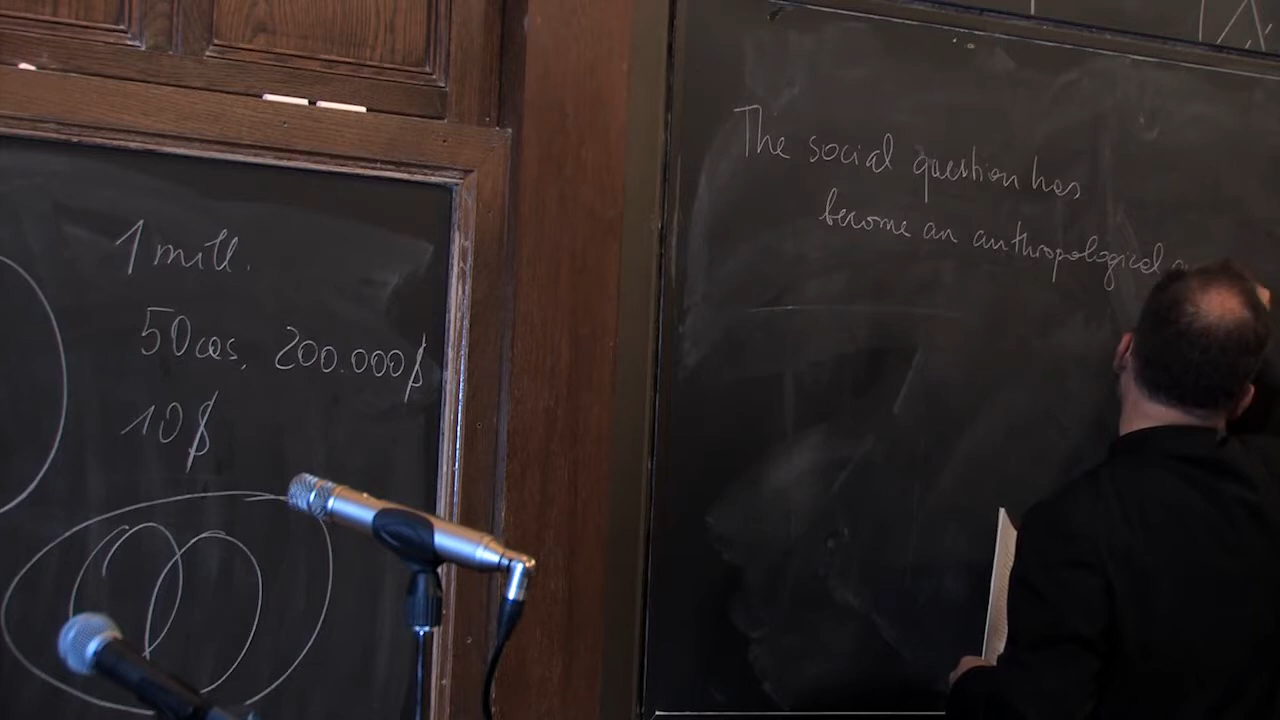 1 mill.
50 cos, 200.000$
10$
The social question has
become an anthropological